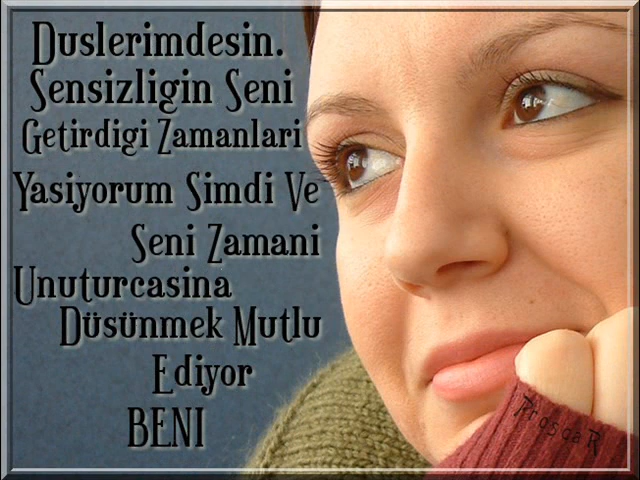 Duslerimdesin.
Sensizligin Seni
Getirdigi Zamanlari
Yasiyorum Simdi Ve
Seni Zamani
Unuturcasina
Düsünmek Mutlu
Ediyor
BENI